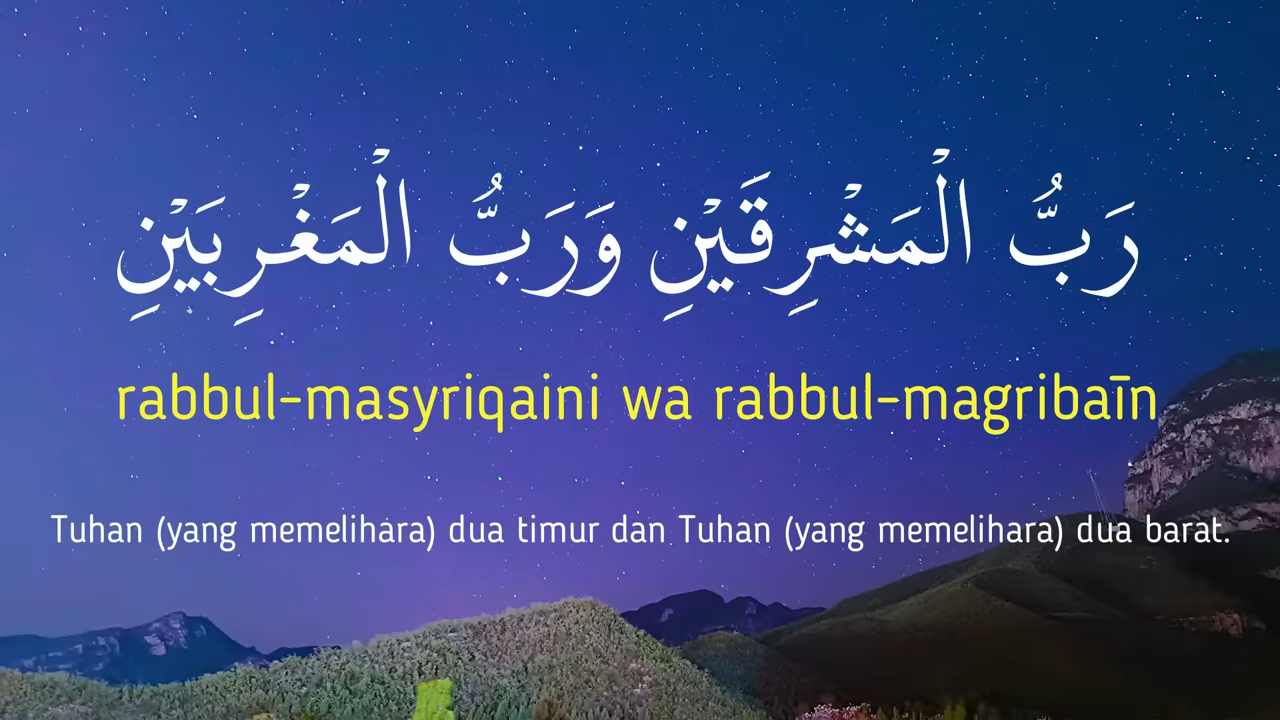 رَبُّ الْمَشْرِقَيْنِ وَرَبُّ الْمَغْرِبَيْنِ
rabbul-masyriqaini wa rabbul-magribaīn
Tuhan (yang memelihara) dua timur dan Tuhan (yang memelihara) dua barat.